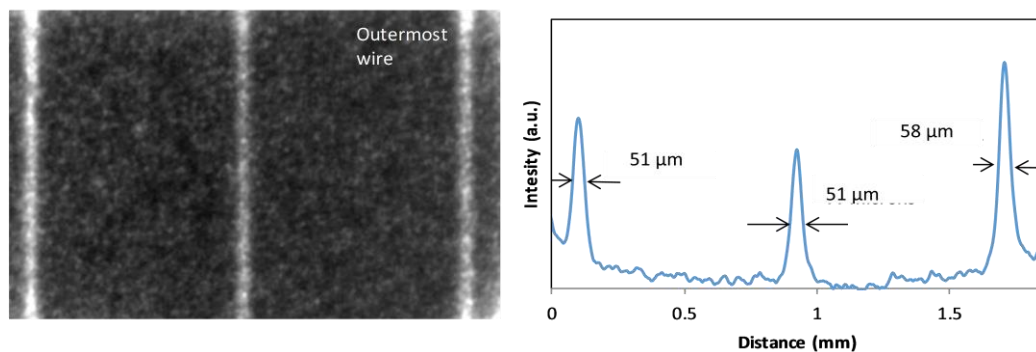 Outermost
wire
Intesity (a.u.)
51 µm
51 µm
58 µm
0
0.5
1
1.5
Distance (mm)